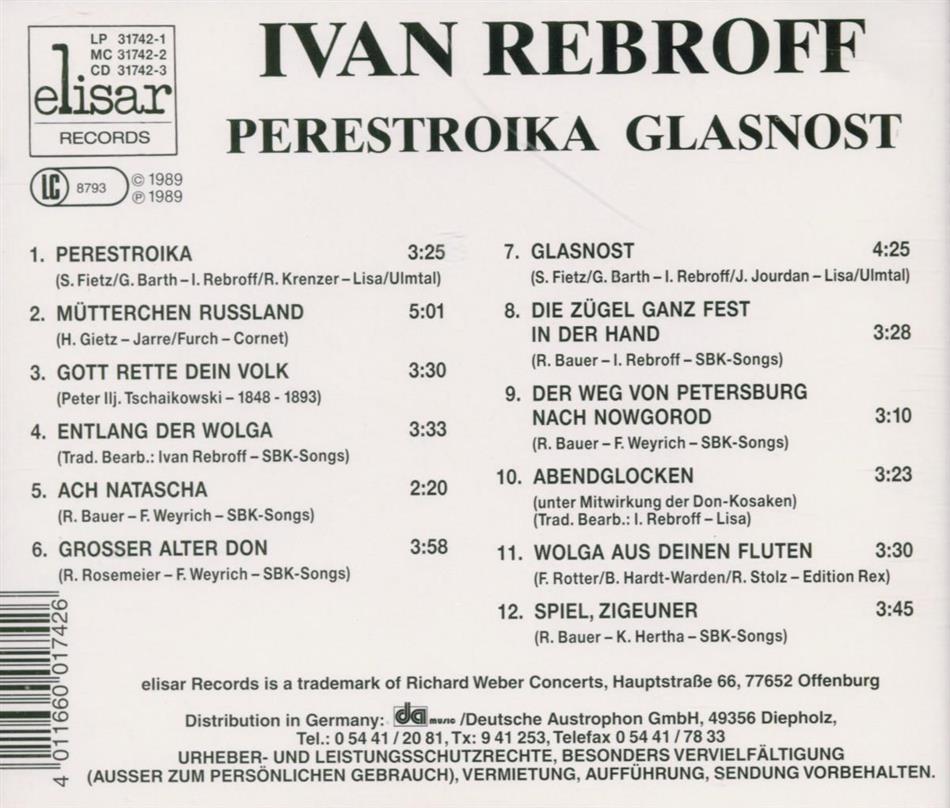 LP 31742-1
MC 31742-2
CD 31742-3
elisar
RECORDS
LC 8793
© 1989
℗ 1989
IVAN REBROFF
PERESTROIKA GLASNOST
1. PERESTROIKA 3:25
(S. Fietz/G. Barth – I. Rebroff/R. Krenzer – Lisa/Ulmtal)
2. MÜTTERCHEN RUSSLAND 5:01
(H. Gietz – Jarre/Furch – Cornet)
3. GOTT RETTE DEIN VOLK 3:30
(Peter Ilj. Tschaikowski – 1848 - 1893)
4. ENTLANG DER WOLGA 3:33
(Trad. Bearb.: Ivan Rebroff – SBK-Songs)
5. ACH NATASCHA 2:20
(R. Bauer – F. Weyrich – SBK-Songs)
6. GROSSER ALTER DON 3:58
(R. Rosemeier – F. Weyrich – SBK-Songs)
7. GLASNOST 4:25
(S. Fietz/G. Barth – I. Rebroff/J. Jourdan – Lisa/Ulmtal)
8. DIE ZÜGEL GANZ FEST
IN DER HAND 3:28
(R. Bauer – I. Rebroff – SBK-Songs)
9. DER WEG VON PETERSBURG
NACH NOWGOROD 3:10
(R. Bauer – F. Weyrich – SBK-Songs)
10. ABENDGLOCKEN 3:23
(unter Mitwirkung der Don-Kosaken)
(Trad. Bearb.: I. Rebroff – Lisa)
11. WOLGA AUS DEINEN FLUTEN 3:30
(F. Rotter/B. Hardt-Warden/R. Stolz – Edition Rex)
12. SPIEL, ZIGEUNER 3:45
(R. Bauer – K. Hertha – SBK-Songs)
4 011660 017426
elisar Records is a trademark of Richard Weber Concerts, Hauptstraße 66, 77652 Offenburg
Distribution in Germany: da music /Deutsche Austrophon GmbH, 49356 Diepholz,
Tel.: 0 54 41 / 20 81, Tx: 9 41 253, Telefax 0 54 41 / 78 33
URHEBER- UND LEISTUNGSSCHUTZRECHTE, BESONDERS VERVIELFÄLTIGUNG
(AUSSER ZUM PERSÖNLICHEN GEBRAUCH), VERMIETUNG, AUFFÜHRUNG, SENDUNG VORBEHALTEN.